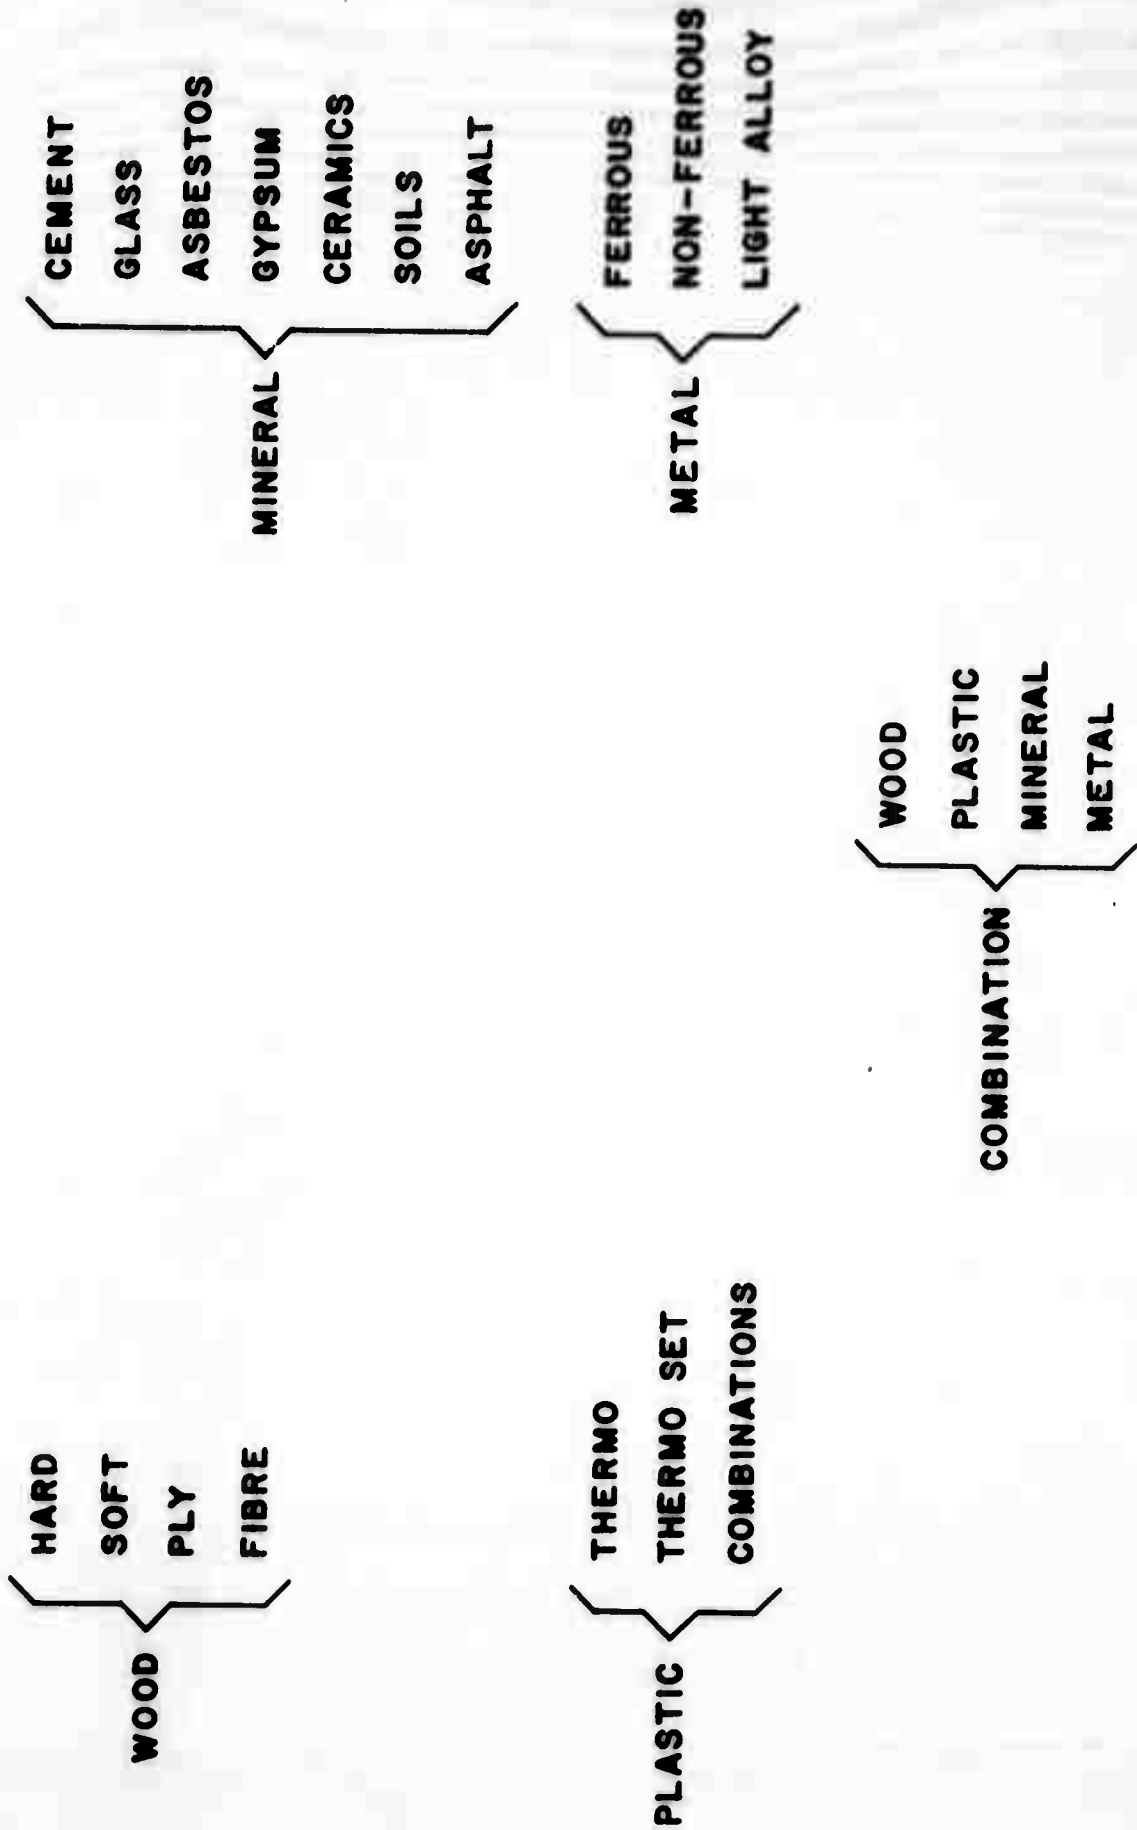 WOOD
HARD
SOFT
PLY
FIBRE
MINERAL
CEMENT
GLASS
ASBESTOS
GYPSUM
CERAMICS
SOILS
ASPHALT
PLASTIC
THERMO
THERMO SET
COMBINATIONS
METAL
FERROUS
NON-FERROUS
LIGHT ALLOY
COMBINATION
WOOD
PLASTIC
MINERAL
METAL